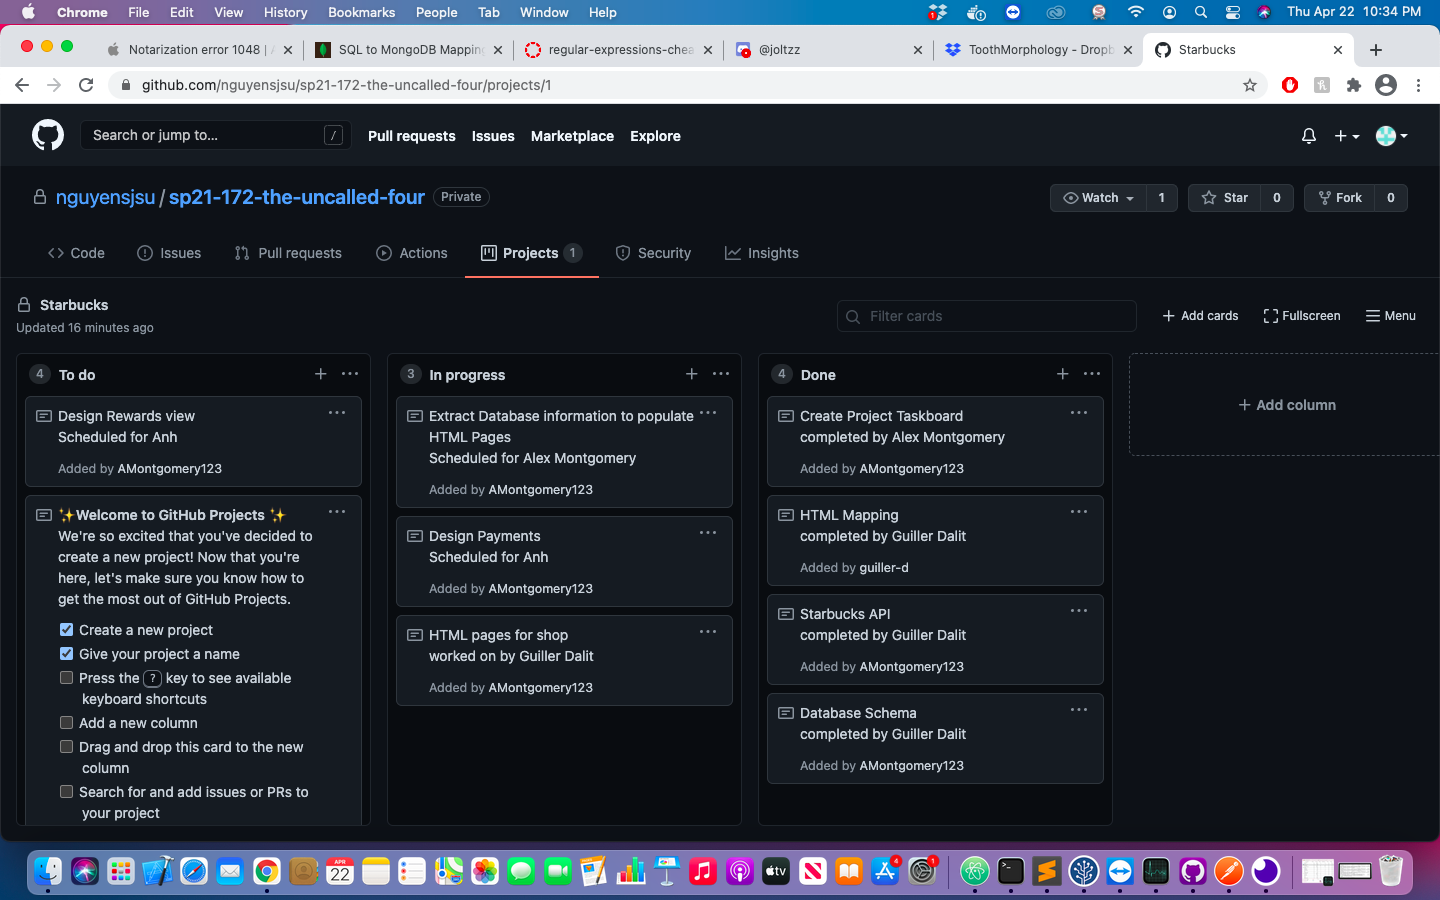 Chrome File Edit View History Bookmarks People Tab Window Help Thu Apr 22 10:34 PM
Notarization error 1048 | SQL to MongoDB Mapping regular-expressions-chea @joltzz ToothMorphology - Dropb Starbucks
github.com/nguyensjsu/sp21-172-the-uncalled-four/projects/1
Search or jump to... / Pull requests Issues Marketplace Explore
nguyensjsu / sp21-172-the-uncalled-four Private Watch 1 Star 0 Fork 0
Code Issues Pull requests Actions Projects 1 Security Insights
Starbucks
Updated 16 minutes ago
Filter cards + Add cards Fullscreen Menu
4 To do
Design Rewards view
Scheduled for Anh
Added by AMontgomery123
✨Welcome to GitHub Projects ✨
We're so excited that you've decided to
create a new project! Now that you're
here, let's make sure you know how to
get the most out of GitHub Projects.
Create a new project
Give your project a name
Press the ? key to see available
keyboard shortcuts
Add a new column
Drag and drop this card to the new
column
Search for and add issues or PRs to
your project
3 In progress
Extract Database information to populate
HTML Pages
Scheduled for Alex Montgomery
Added by AMontgomery123
Design Payments
Scheduled for Anh
Added by AMontgomery123
HTML pages for shop
worked on by Guiller Dalit
Added by AMontgomery123
4 Done
Create Project Taskboard
completed by Alex Montgomery
Added by AMontgomery123
HTML Mapping
completed by Guiller Dalit
Added by guiller-d
Starbucks API
completed by Guiller Dalit
Added by AMontgomery123
Database Schema
completed by Guiller Dalit
Added by AMontgomery123
+ Add column
APR
22
tv
4
1